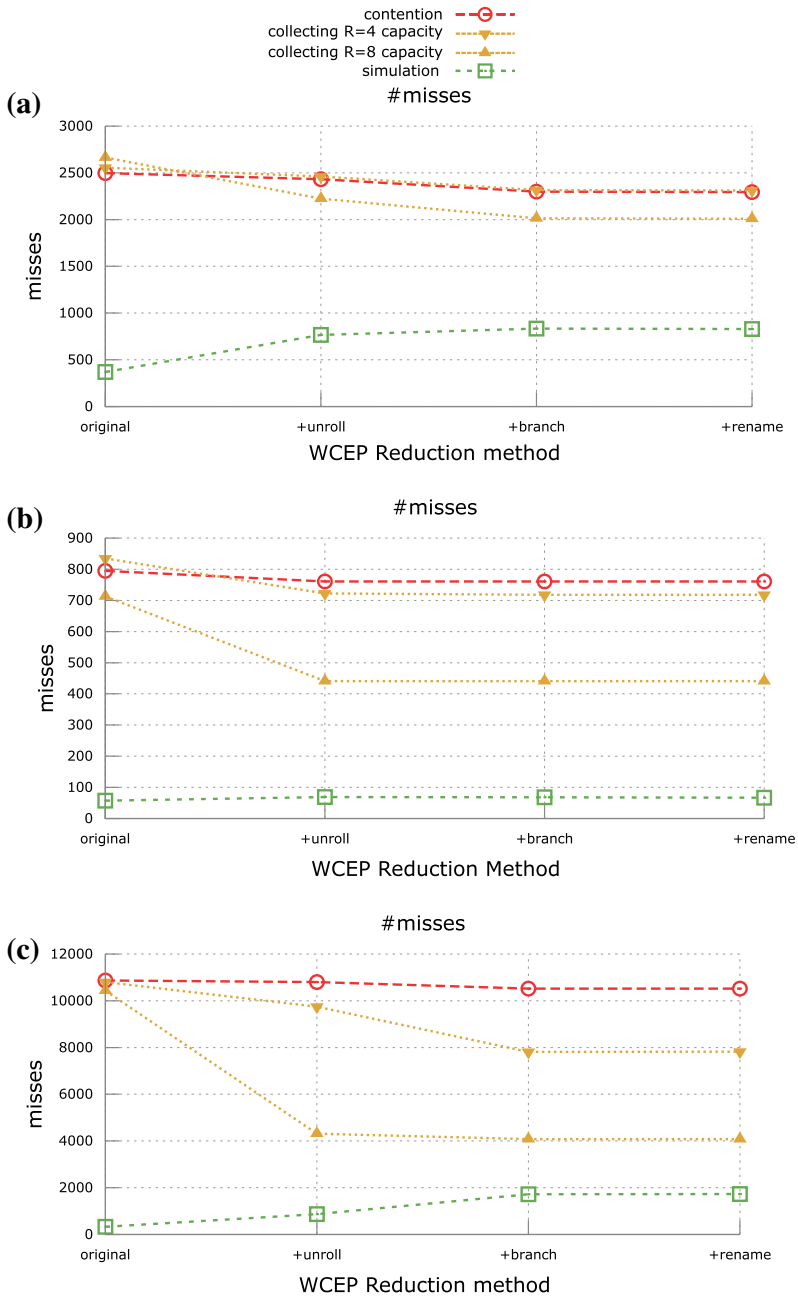 contention
collecting R=4 capacity
collecting R=8 capacity
simulation
(a)
#misses
3000
2500
2000
1500
1000
500
0
misses
original
+unroll
+branch
+rename
WCEP Reduction method
(b)
#misses
900
800
700
600
500
400
300
200
100
0
misses
original
+unroll
+branch
+rename
WCEP Reduction Method
(c)
#misses
12000
10000
8000
6000
4000
2000
0
misses
original
+unroll
+branch
+rename
WCEP Reduction method